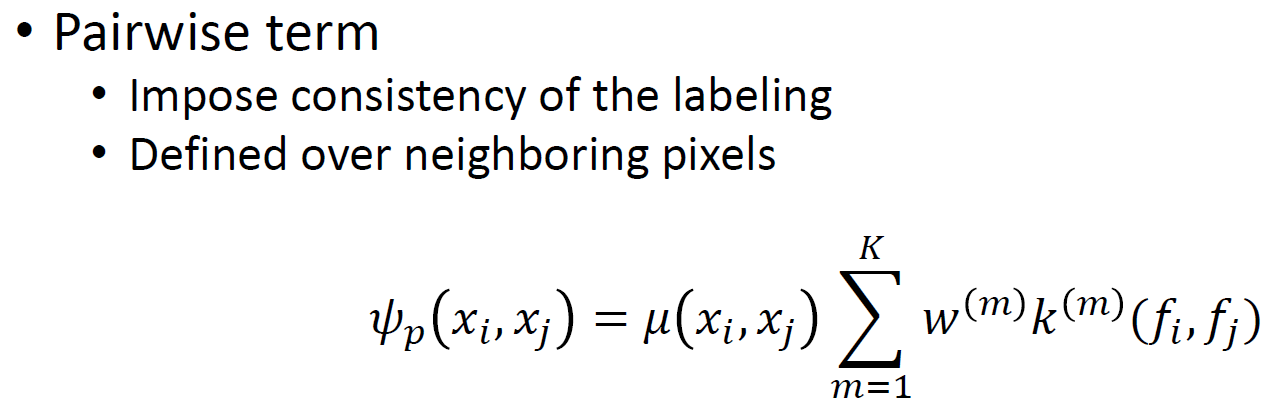 • Pairwise term
• Impose consistency of the labeling
• Defined over neighboring pixels
ψ_p(x_i, x_j) = μ(x_i, x_j) ∑_{m=1}^{K} w^{(m)} k^{(m)}(f_i, f_j)